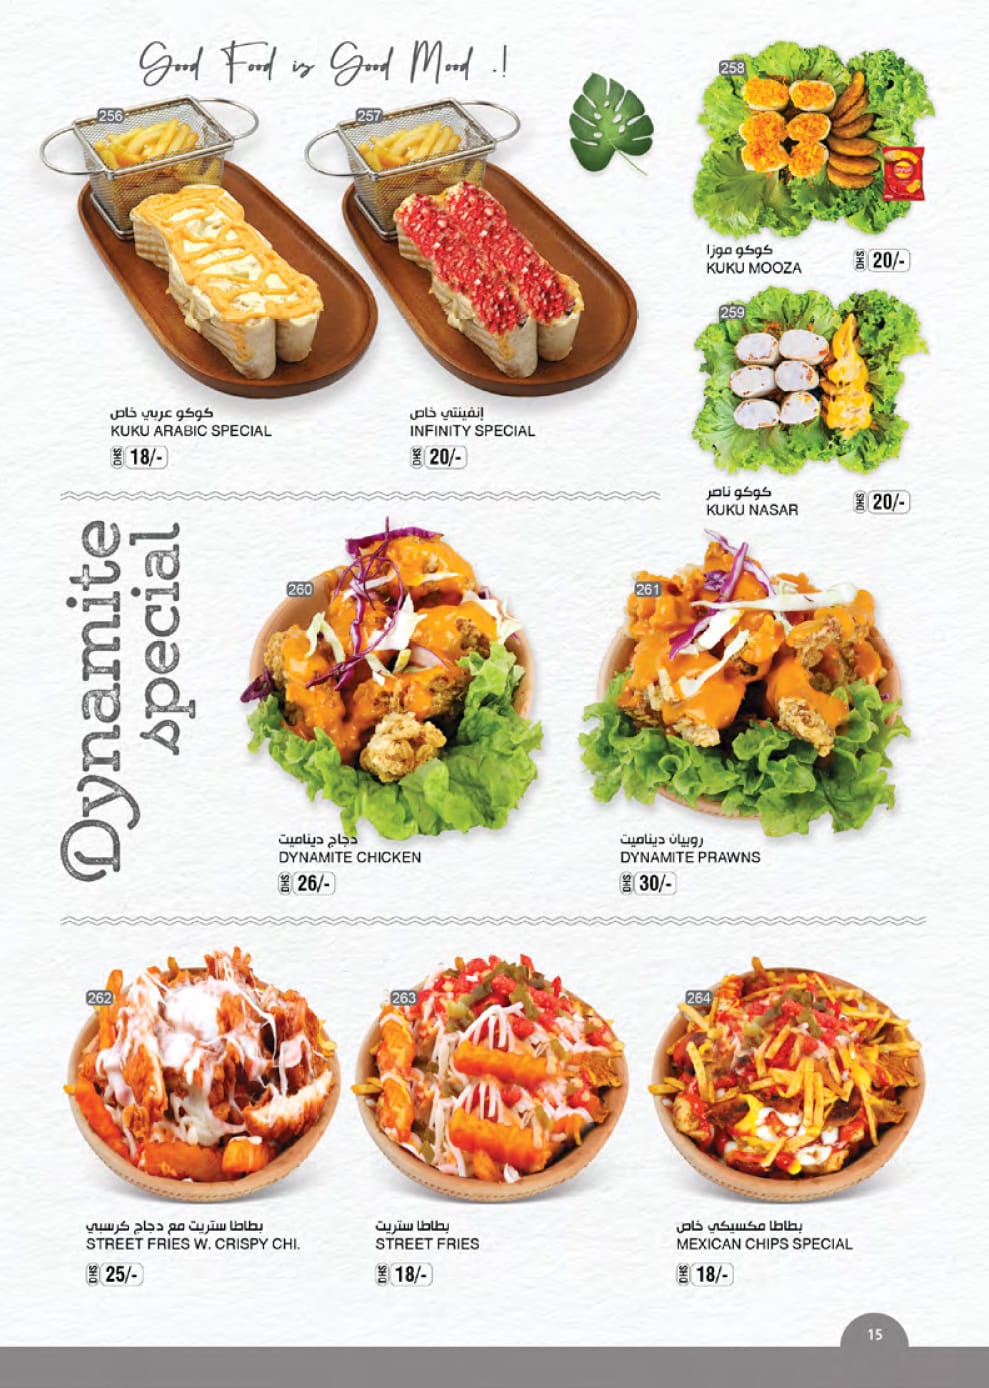 Good Food is Good Mood .!
256
257
كوكو عربي خاص
KUKU ARABIC SPECIAL
DHS 18/-
إنفينتي خاص
INFINITY SPECIAL
DHS 20/-
258
كوكو موزا
KUKU MOOZA
DHS 20/-
259
كوكو ناصر
KUKU NASAR
DHS 20/-
Dynamite
special
260
دجاج ديناميت
DYNAMITE CHICKEN
DHS 26/-
261
روبيان ديناميت
DYNAMITE PRAWNS
DHS 30/-
262
بطاطا ستريت مع دجاج كرسبي
STREET FRIES W. CRISPY CHI.
DHS 25/-
263
بطاطا ستريت
STREET FRIES
DHS 18/-
264
بطاطا مكسيكي خاص
MEXICAN CHIPS SPECIAL
DHS 18/-
15